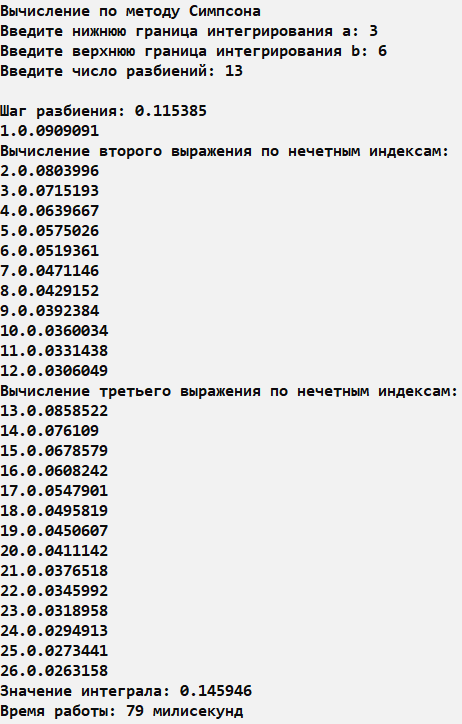 Вычисление по методу Симпсона
Введите нижнюю граница интегрирования a: 3
Введите верхнюю граница интегрирования b: 6
Введите число разбиений: 13
Шаг разбиения: 0.115385
1.0.0909091
Вычисление второго выражения по нечетным индексам:
2.0.0803996
3.0.0715193
4.0.0639667
5.0.0575026
6.0.0519361
7.0.0471146
8.0.0429152
9.0.0392384
10.0.0360034
11.0.0331438
12.0.0306049
Вычисление третьего выражения по нечетным индексам:
13.0.0858522
14.0.076109
15.0.0678579
16.0.0608242
17.0.0547901
18.0.0495819
19.0.0450607
20.0.0411142
21.0.0376518
22.0.0345992
23.0.0318958
24.0.0294913
25.0.0273441
26.0.0263158
Значение интеграла: 0.145946
Время работы: 79 милисекунд